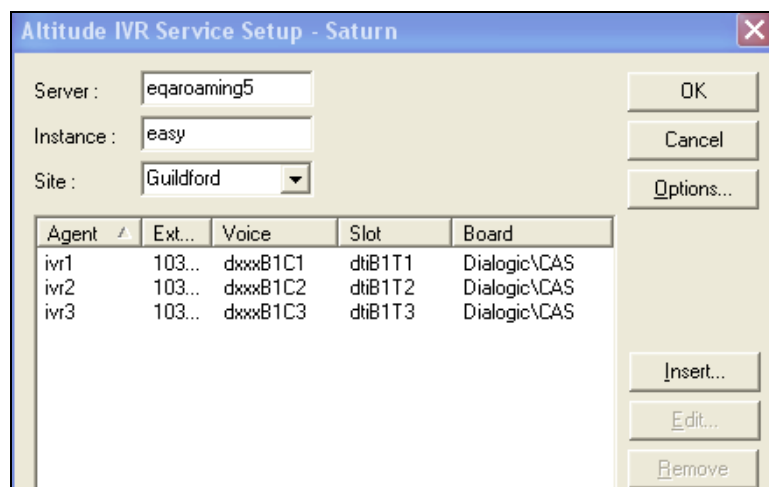 Altitude IVR Service Setup - Saturn
Server : eqaroaming5
OK
Instance : easy
Cancel
Site : Guildford
Options...
Agent Ext... Voice Slot Board
ivr1 103... dxxxB1C1 dtiB1T1 Dialogic\CAS
ivr2 103... dxxxB1C2 dtiB1T2 Dialogic\CAS
ivr3 103... dxxxB1C3 dtiB1T3 Dialogic\CAS
Insert...
Edit...
Remove